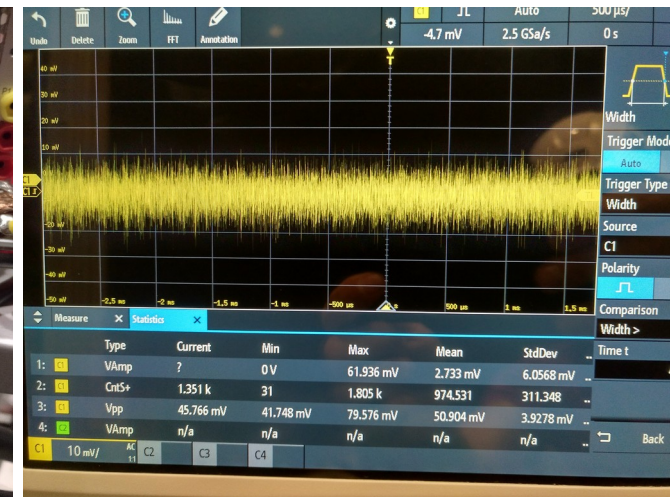 C1 Auto 500 µs/
Undo Delete Zoom FFT Annotation -4.7 mV 2.5 GSa/s 0 s
T
40 mV
30 mV
20 mV
10 mV
C1
-20 mV
-30 mV
-40 mV
-50 mV -2,5 ms -2 ms -1,5 ms -1 ms -500 µs s 500 µs 1 ms 1,5 ms
Width
Trigger Mode
Auto
Trigger Type
Width
Source
C1
Polarity
Comparison
Width >
Time t
Back
Measure X Statistics X
Type Current Min Max Mean StdDev ..
1: C1 VAmp ? 0 V 61.936 mV 2.733 mV 6.0568 mV ..
2: C1 CntS+ 1.351 k 31 1.805 k 974.531 311.348 ..
3: C1 Vpp 45.766 mV 41.748 mV 79.576 mV 50.904 mV 3.9278 mV ..
4: C2 VAmp n/a n/a n/a n/a n/a ..
C1 10 mV/ AC 1:1 C2 C3 C4